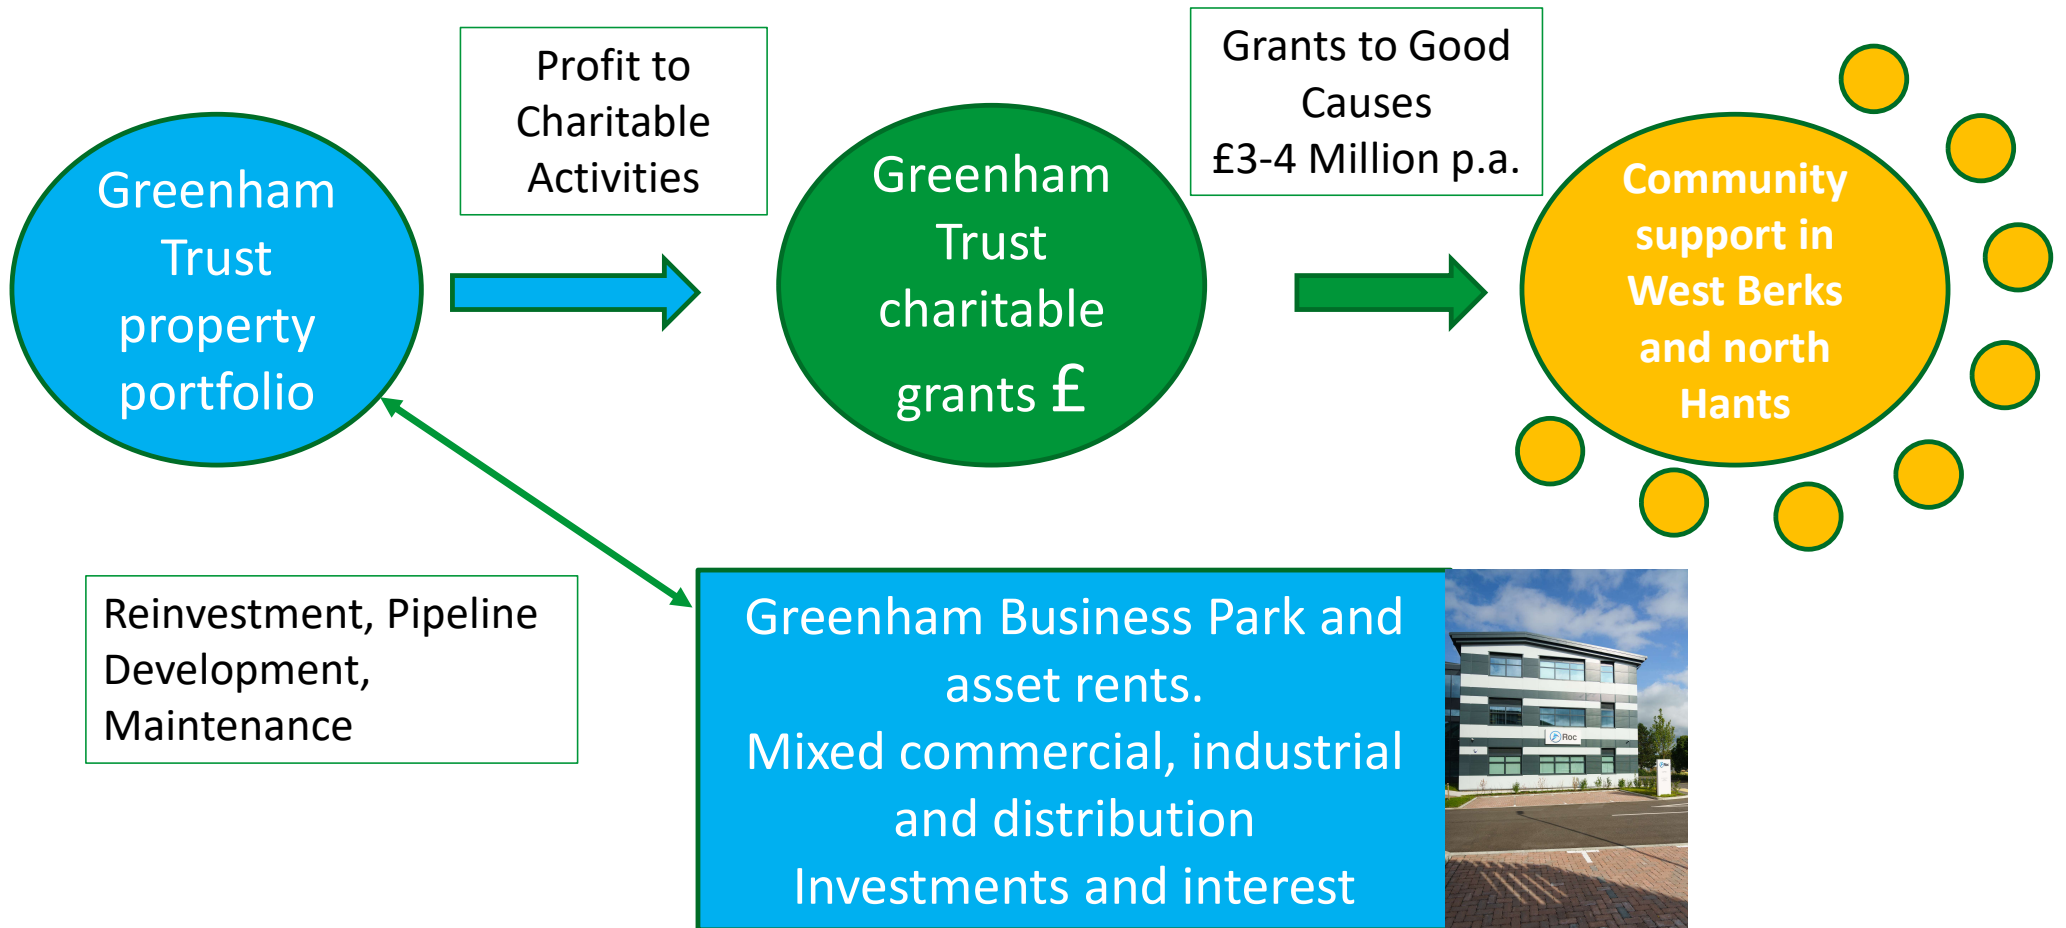 Profit to
Charitable
Activities
Grants to Good
Causes
£3-4 Million p.a.
Greenham
Trust
property
portfolio
Greenham
Trust
charitable
grants £
Community
support in
West Berks
and north
Hants
Reinvestment, Pipeline
Development,
Maintenance
Greenham Business Park and
asset rents.
Mixed commercial, industrial
and distribution
Investments and interest
Roc